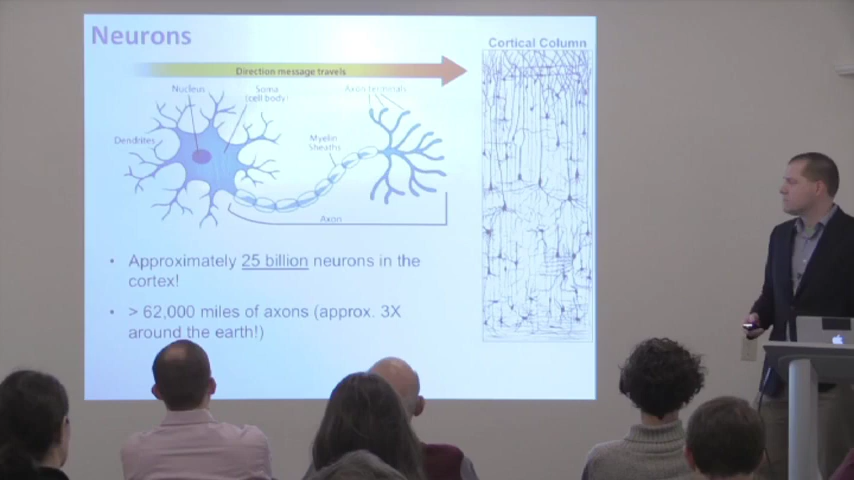 Neurons
Cortical Column
Direction message travels
Nucleus
Soma
(cell body)
Axon terminals
Dendrites
Myelin
Sheaths
Axon
• Approximately 25 billion neurons in the
cortex!
• > 62,000 miles of axons (approx. 3X
around the earth!)